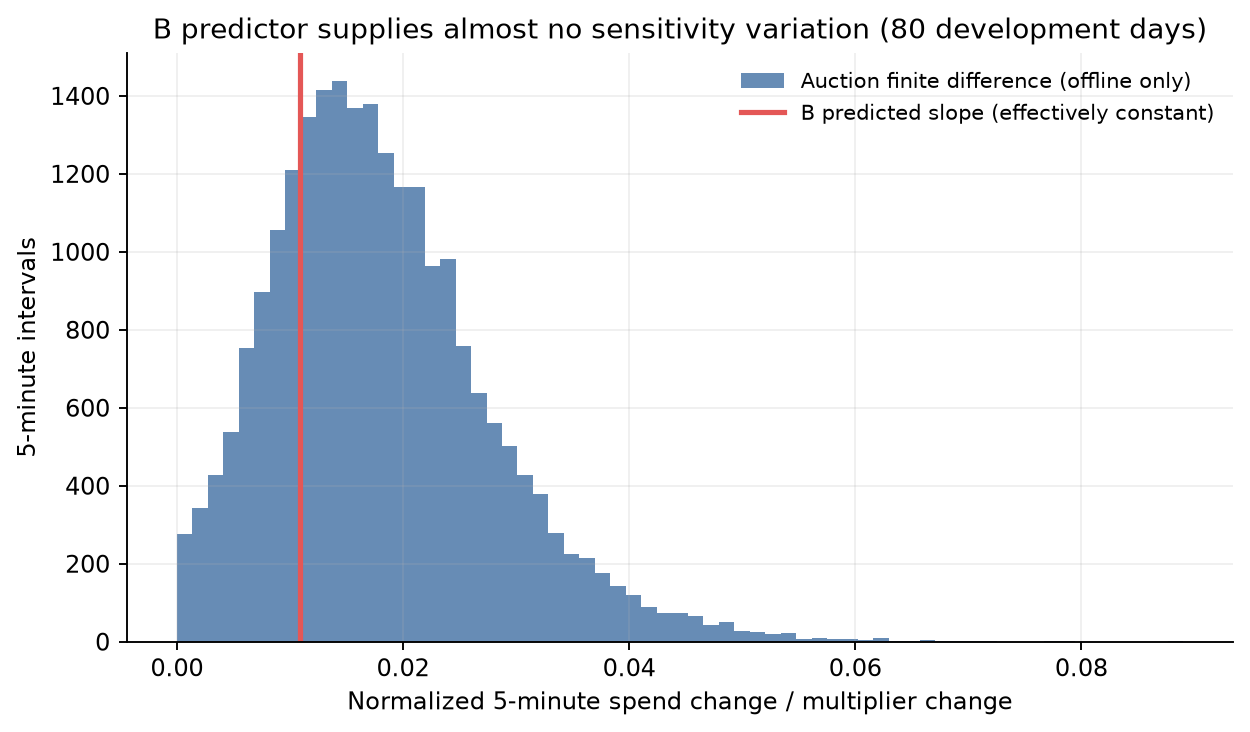 B predictor supplies almost no sensitivity variation (80 development days)
Auction finite difference (offline only)
B predicted slope (effectively constant)
5-minute intervals
1400
1200
1000
800
600
400
200
0
0.00 0.02 0.04 0.06 0.08
Normalized 5-minute spend change / multiplier change